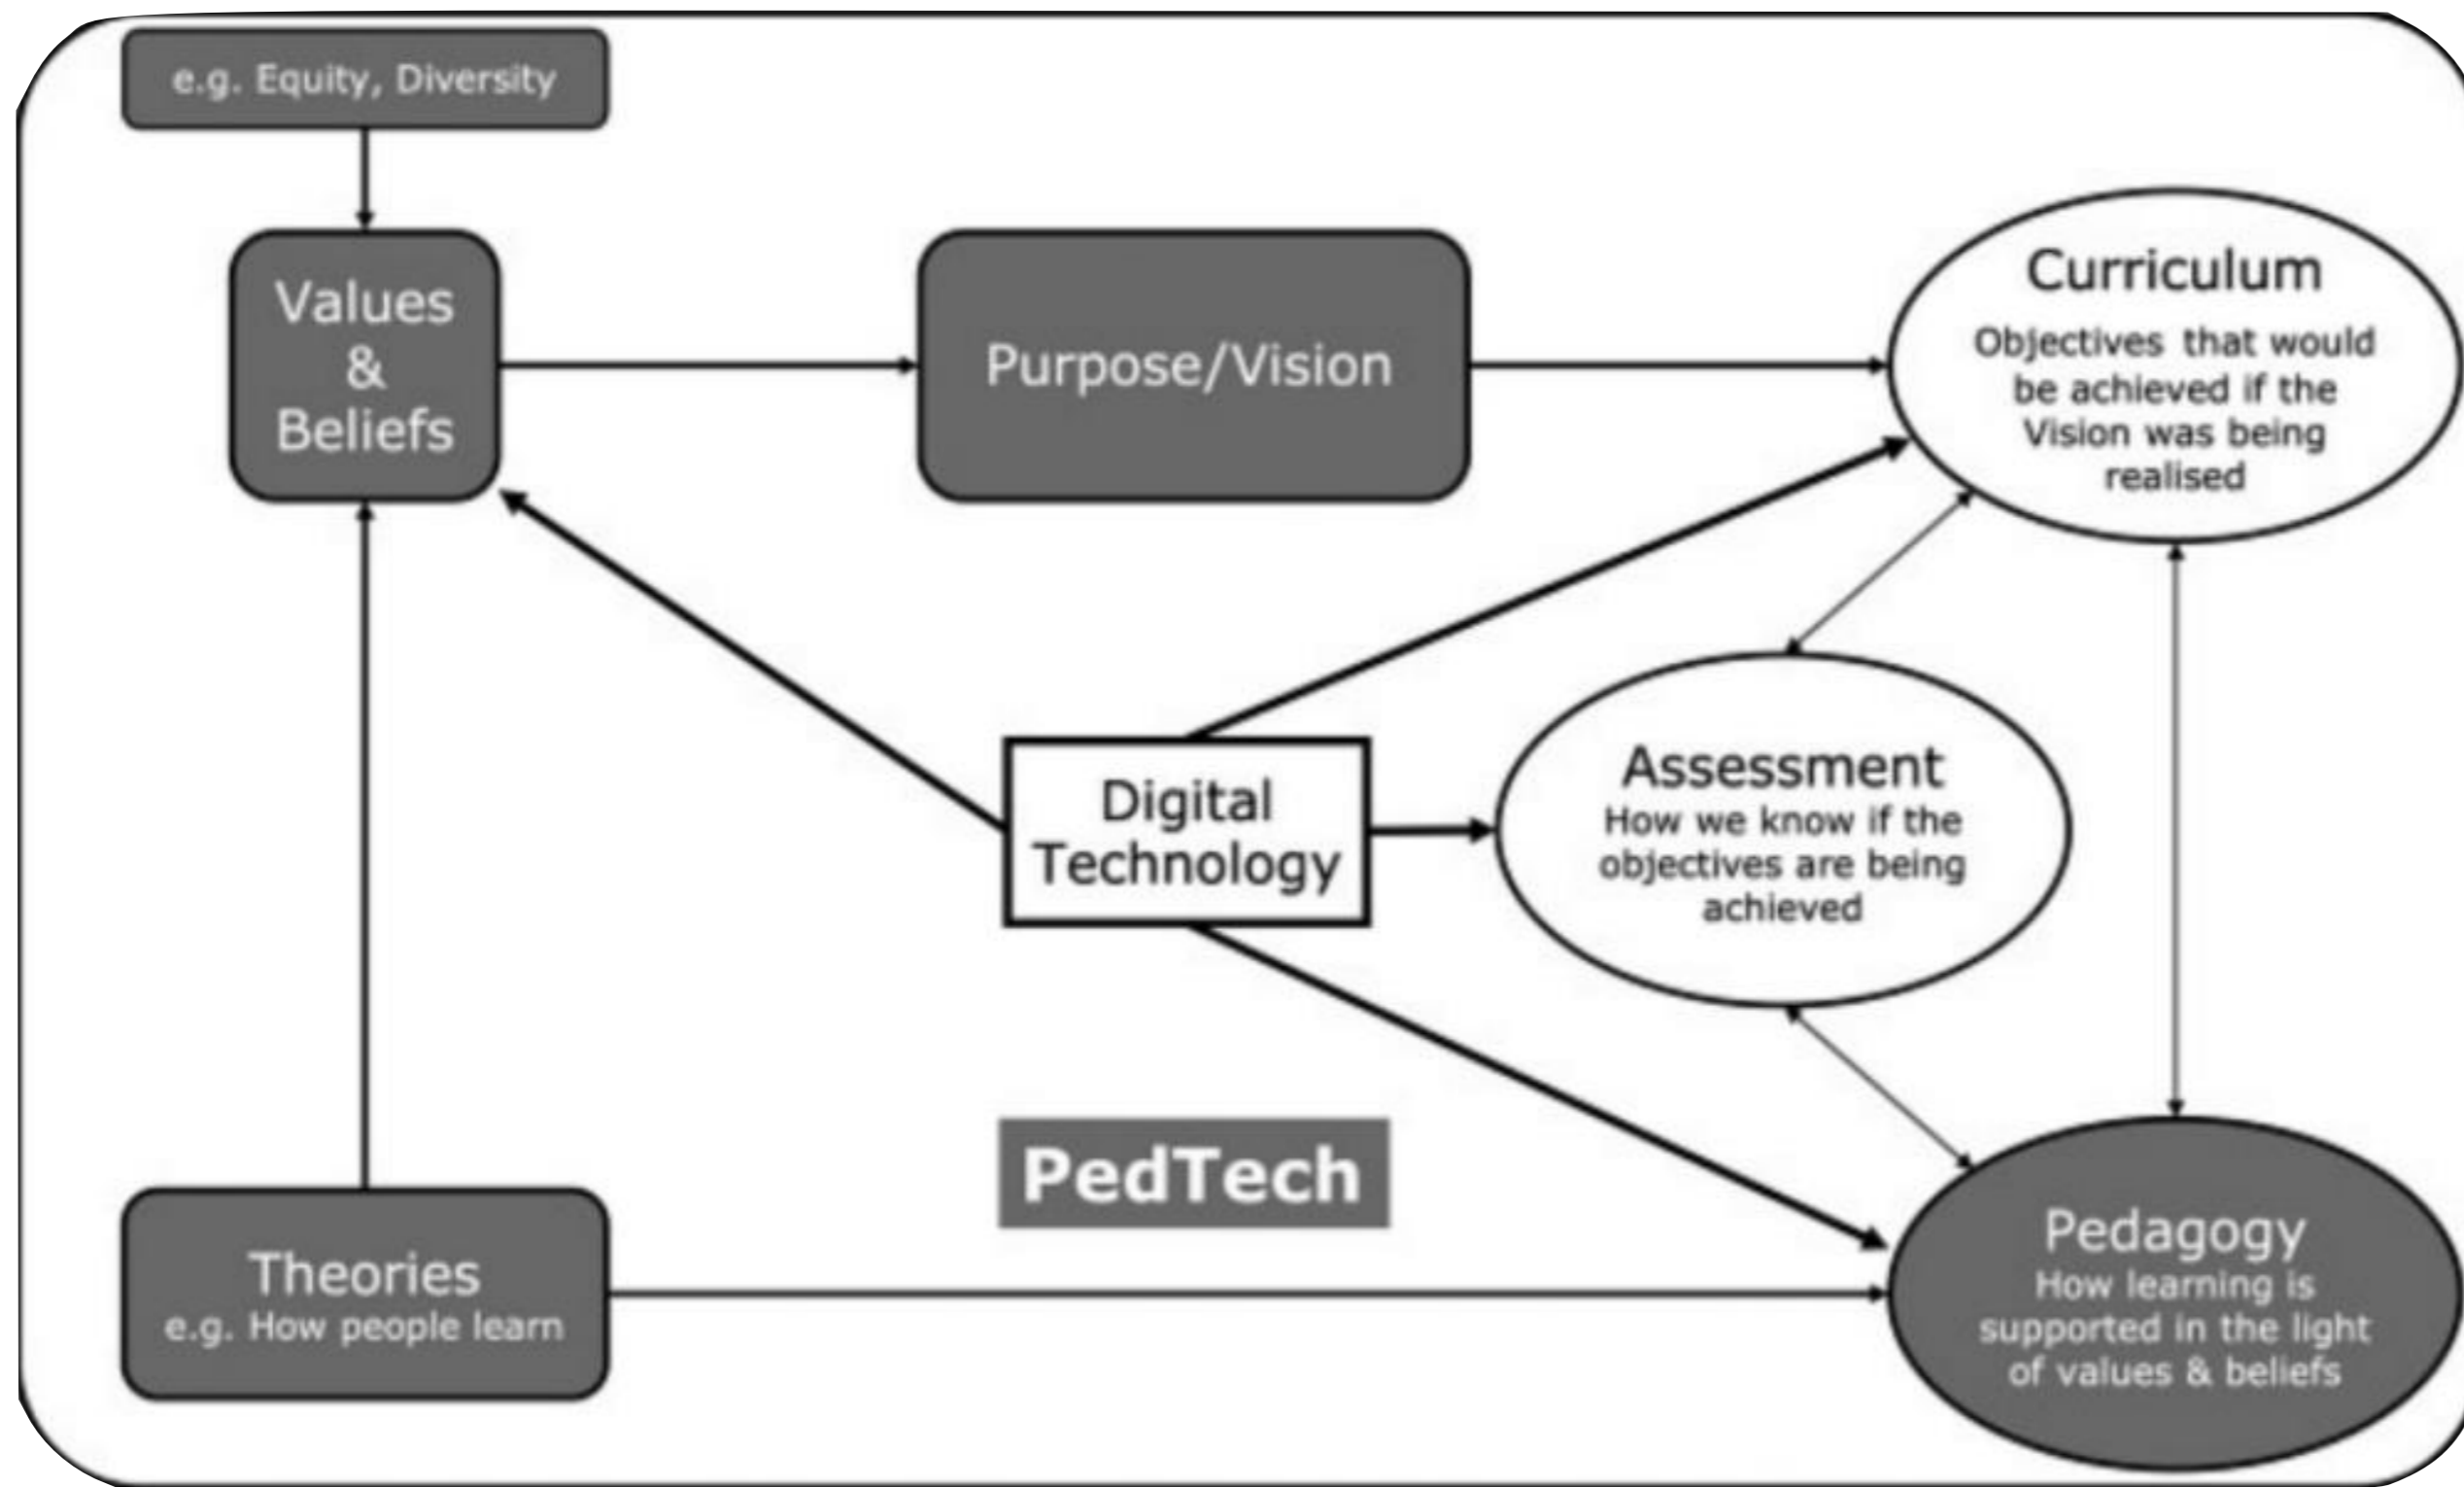 e.g. Equity, Diversity
Values
&
Beliefs
Purpose/Vision
Curriculum
Objectives that would
be achieved if the
Vision was being
realised
Digital
Technology
Assessment
How we know if the
objectives are being
achieved
PedTech
Theories
e.g. How people learn
Pedagogy
How learning is
supported in the light
of values & beliefs